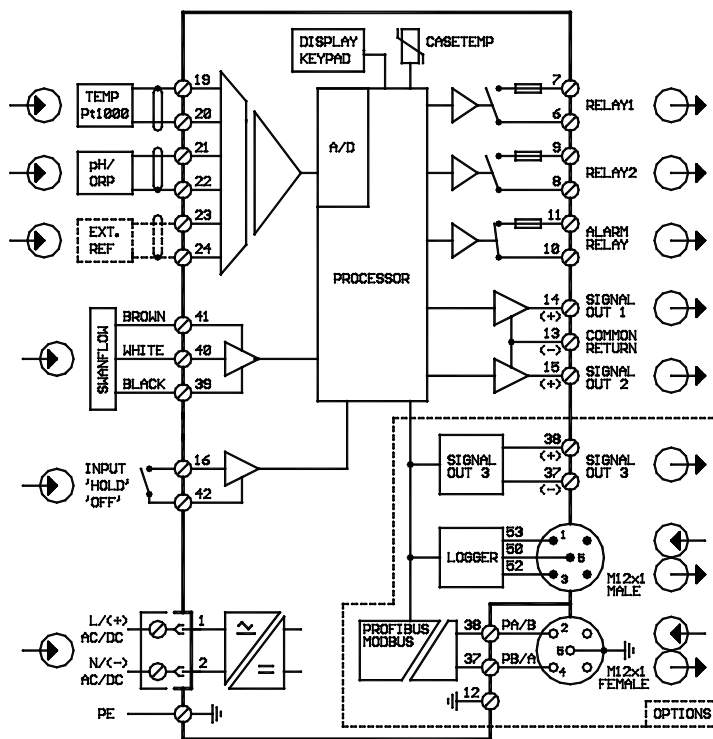 DISPLAY
KEYPAD
CASETEMP
TEMP
Pt1000
19
20
pH/
ORP
21
22
EXT.
REF
23
24
A/D
PROCESSOR
7
6
RELAY1
9
8
RELAY2
11
10
ALARM
RELAY
14
(+)
SIGNAL
OUT 1
13
(-)
COMMON
RETURN
15
(+)
SIGNAL
OUT 2
SWANFLOW
BROWN 41
WHITE 40
BLACK 39
INPUT
'HOLD'
'OFF'
16
42
SIGNAL
OUT 3
38
(+)
37
(-)
SIGNAL
OUT 3
LOGGER
53
50
52
1
5
3
M12x1
MALE
L/(+)
AC/DC
1
N/(-)
AC/DC
2
~
=
PE
PROFIBUS
MODBUS
38 PA/B
37 PB/A
12
2
5
4
M12x1
FEMALE
OPTIONS